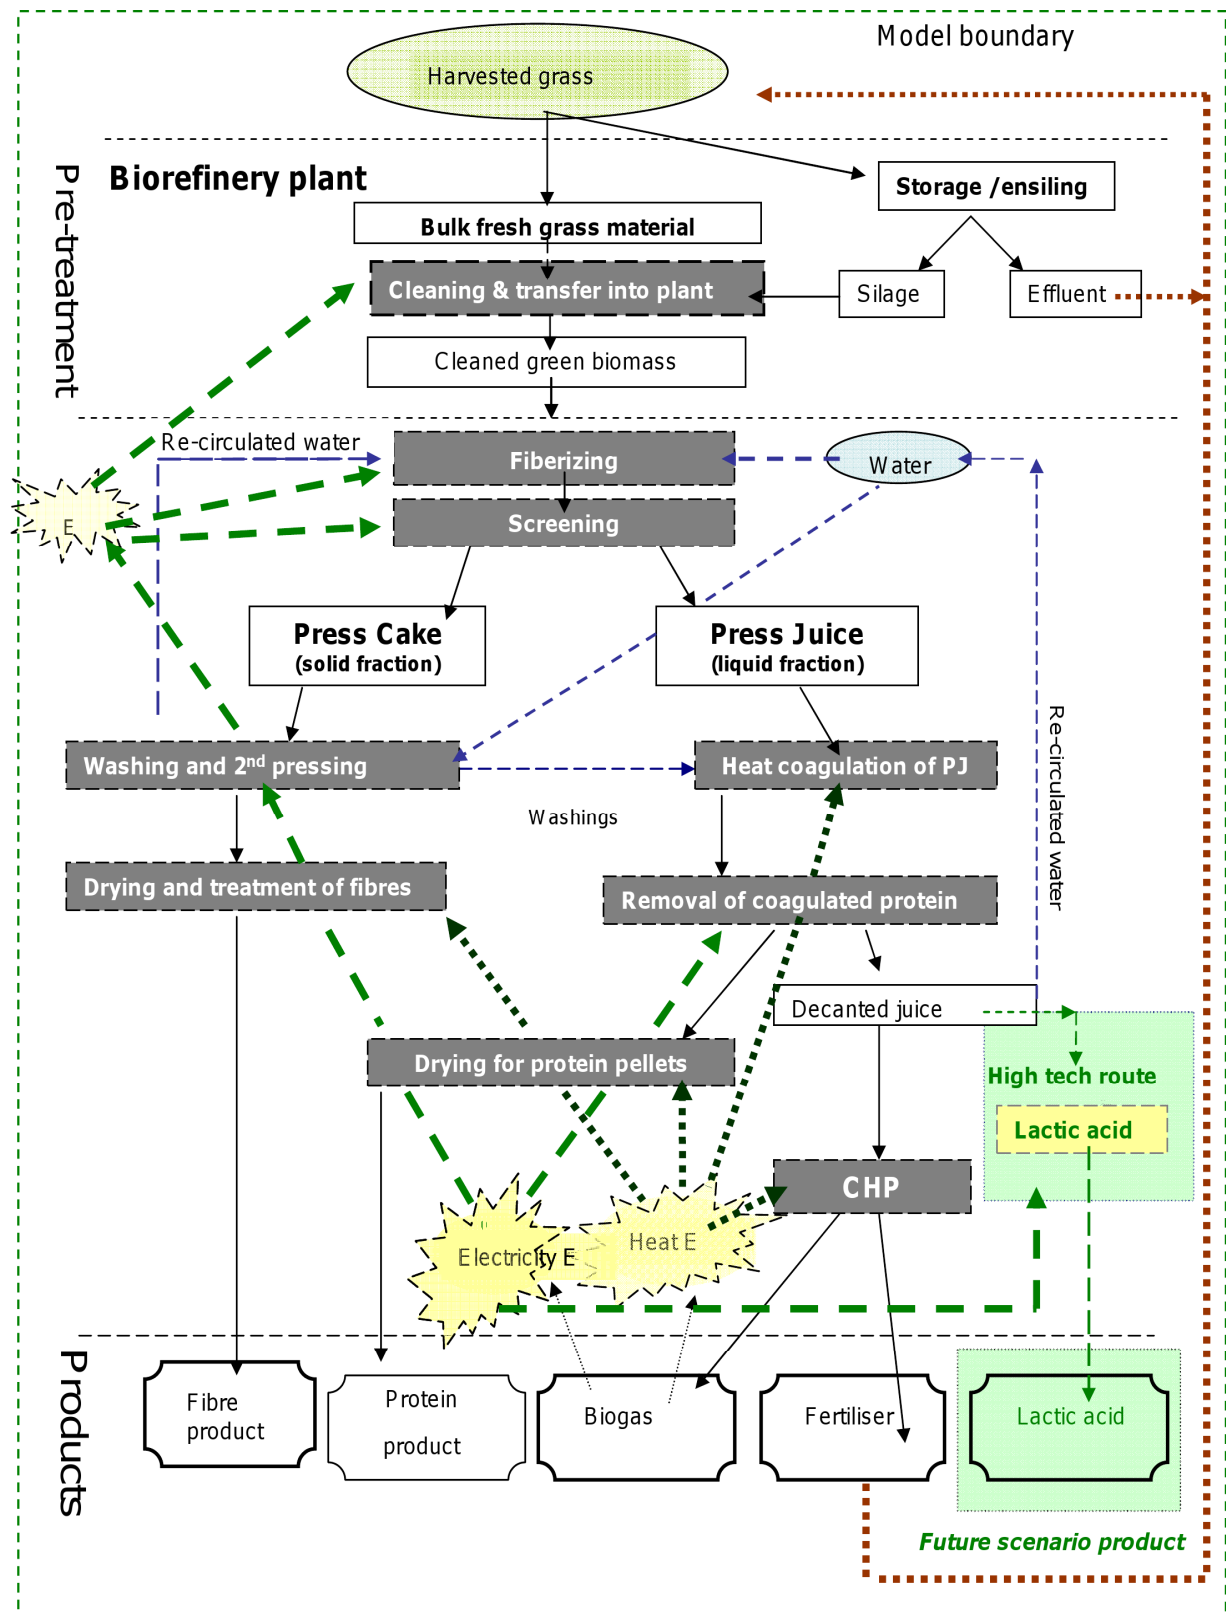 Model boundary
Harvested grass
Pre-treatment
Biorefinery plant
Storage /ensiling
Bulk fresh grass material
Cleaning & transfer into plant
Silage
Effluent
Cleaned green biomass
Re-circulated water
Fiberizing
Water
E
Screening
Press Cake
(solid fraction)
Press Juice
(liquid fraction)
Re-circulated water
Washing and 2nd pressing
Heat coagulation of PJ
Washings
Drying and treatment of fibres
Removal of coagulated protein
Decanted juice
Drying for protein pellets
High tech route
Lactic acid
CHP
Electricity E
Heat E
Products
Fibre
product
Protein
product
Biogas
Fertiliser
Lactic acid
Future scenario product